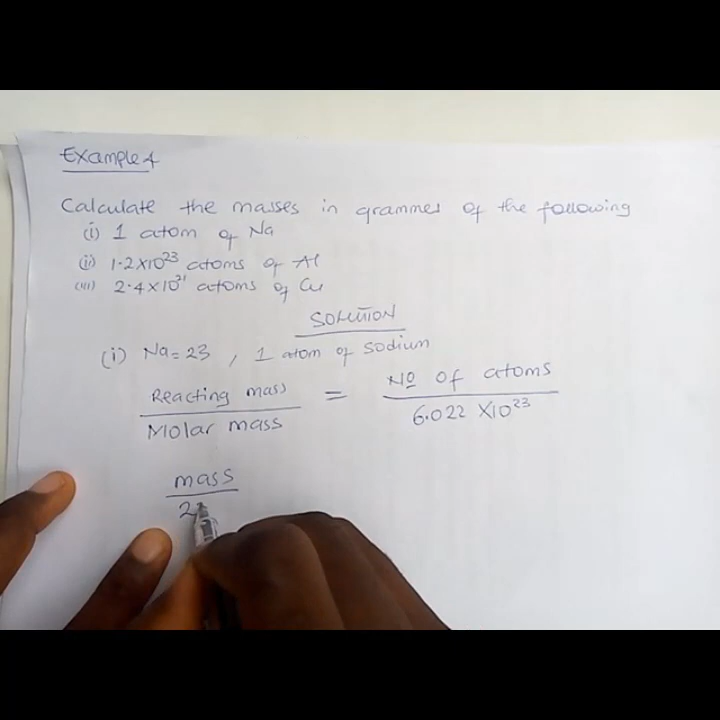 Example 4
Calculate the masses in grammes of the following
(i) 1 atom of Na
(ii) 1.2×10²³ atoms of Al
(iii) 2.4×10²¹ atoms of Cu
SOLUTION
(i) Na = 23 , 1 atom of sodium
Reacting mass = No of atoms
Molar mass 6.022 ×10²³
mass
2